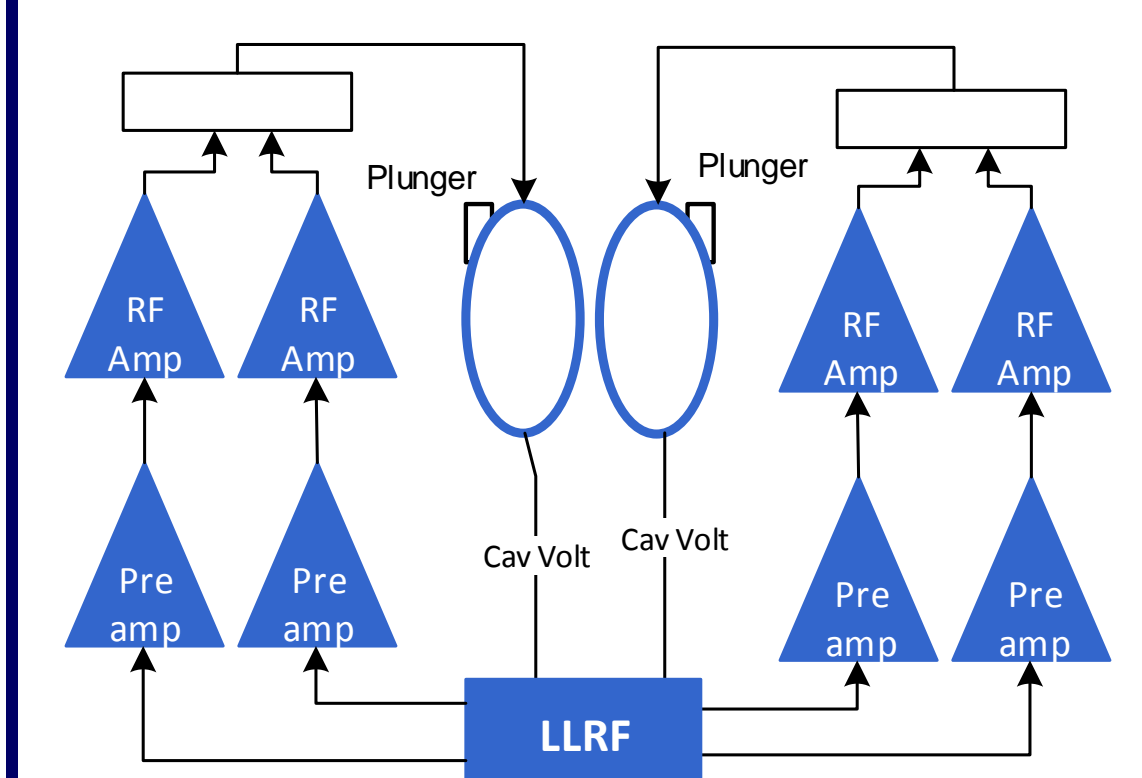 Plunger
Plunger
RF
Amp
RF
Amp
RF
Amp
RF
Amp
Cav Volt
Cav Volt
Pre
amp
Pre
amp
Pre
amp
Pre
amp
LLRF